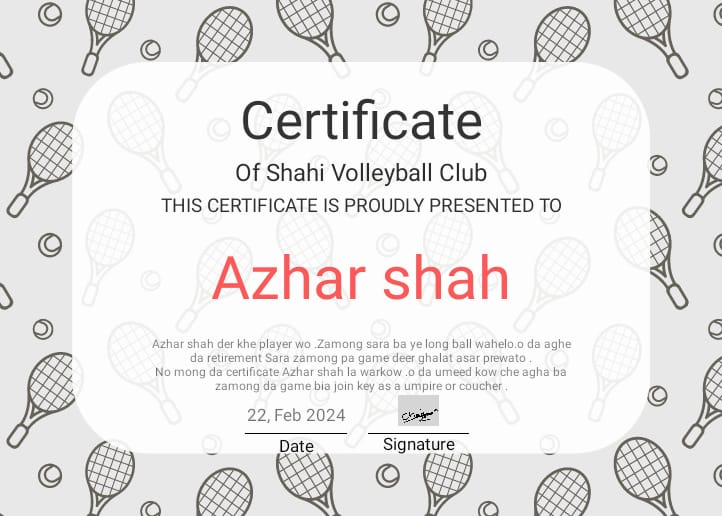 Certificate
Of Shahi Volleyball Club
THIS CERTIFICATE IS PROUDLY PRESENTED TO
Azhar shah
Azhar shah der khe player wo .Zamong sara ba ye long ball wahelo.o da aghe
da retirement Sara zamong pa game deer ghalat asar prewato .
No mong da certificate Azhar shah la warkow .o da umeed kow che agha ba
zamong da game bia join key as a umpire or coucher .
22, Feb 2024
Date
Signature